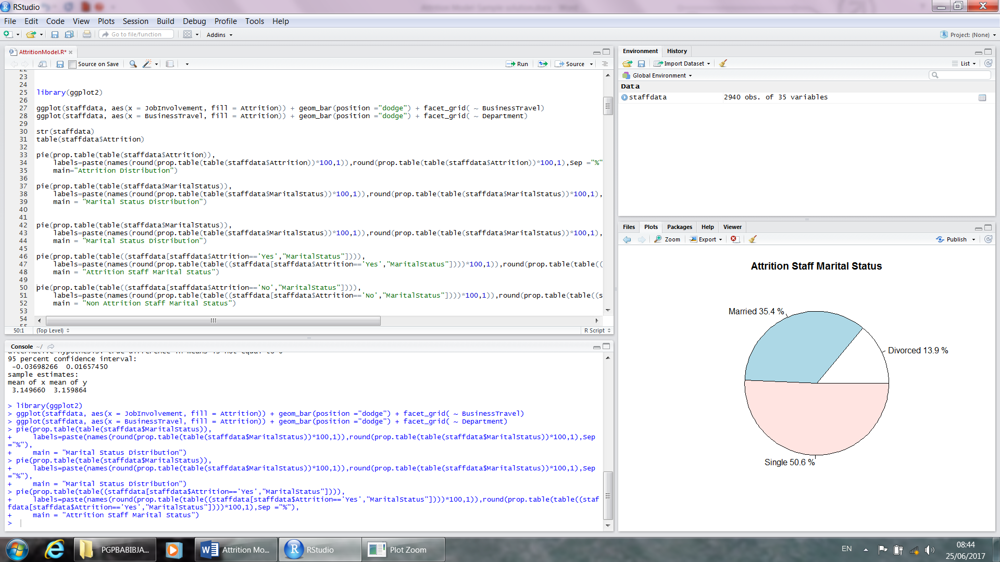 RStudio
File Edit Code View Plots Session Build Debug Profile Tools Help
Go to file/function Addins Project: (None)
AttritionModel.R*
Source on Save Run Source
22
23
24
25 library(ggplot2)
26
27 ggplot(staffdata, aes(x = JobInvolvement, fill = Attrition)) + geom_bar(position ="dodge") + facet_grid( ~ BusinessTravel)
28 ggplot(staffdata, aes(x = BusinessTravel, fill = Attrition)) + geom_bar(position ="dodge") + facet_grid( ~ Department)
29
30 str(staffdata)
31 table(staffdata$Attrition)
32
33 pie(prop.table(table(staffdata$Attrition)),
34 labels=paste(names(round(prop.table(table(staffdata$Attrition))*100,1)),round(prop.table(table(staffdata$Attrition))*100,1),Sep ="%"
35 main="Attrition Distribution")
36
37 pie(prop.table(table(staffdata$MaritalStatus)),
38 labels=paste(names(round(prop.table(table(staffdata$MaritalStatus))*100,1)),round(prop.table(table(staffdata$MaritalStatus))*100,1),
39 main = "Marital Status Distribution")
40
41
42 pie(prop.table(table(staffdata$MaritalStatus)),
43 labels=paste(names(round(prop.table(table(staffdata$MaritalStatus))*100,1)),round(prop.table(table(staffdata$MaritalStatus))*100,1),
44 main = "Marital Status Distribution")
45
46 pie(prop.table(table((staffdata[staffdata$Attrition=='Yes',"MaritalStatus"]))),
47 labels=paste(names(round(prop.table(table((staffdata[staffdata$Attrition=='Yes',"MaritalStatus"])))*100,1)),round(prop.table(table((
48 main = "Attrition Staff Marital Status")
49
50 pie(prop.table(table((staffdata[staffdata$Attrition=='No',"MaritalStatus"]))),
51 labels=paste(names(round(prop.table(table((staffdata[staffdata$Attrition=='No',"MaritalStatus"])))*100,1)),round(prop.table(table((s
52 main = "Non Attrition Staff Marital Status")
53
54
55
50:1 (Top Level) R Script
Console ~/
95 percent confidence interval:
-0.03698266 0.01657450
sample estimates:
mean of x mean of y
3.149660 3.159864
> library(ggplot2)
> ggplot(staffdata, aes(x = JobInvolvement, fill = Attrition)) + geom_bar(position ="dodge") + facet_grid( ~ BusinessTravel)
> ggplot(staffdata, aes(x = BusinessTravel, fill = Attrition)) + geom_bar(position ="dodge") + facet_grid( ~ Department)
> pie(prop.table(table(staffdata$MaritalStatus)),
+ labels=paste(names(round(prop.table(table(staffdata$MaritalStatus))*100,1)),round(prop.table(table(staffdata$MaritalStatus))*100,1),Sep
="%"),
+ main = "Marital Status Distribution")
> pie(prop.table(table(staffdata$MaritalStatus)),
+ labels=paste(names(round(prop.table(table(staffdata$MaritalStatus))*100,1)),round(prop.table(table(staffdata$MaritalStatus))*100,1),Sep
="%"),
+ main = "Marital Status Distribution")
> pie(prop.table(table((staffdata[staffdata$Attrition=='Yes',"MaritalStatus"]))),
+ labels=paste(names(round(prop.table(table((staffdata[staffdata$Attrition=='Yes',"MaritalStatus"])))*100,1)),round(prop.table(table((staf
fdata[staffdata$Attrition=='Yes',"MaritalStatus"])))*100,1),Sep ="%"),
+ main = "Attrition Staff Marital Status")
>
Environment History
Import Dataset List
Global Environment
Data
staffdata 2940 obs. of 35 variables
Files Plots Packages Help Viewer
Zoom Export Publish
Attrition Staff Marital Status
Married 35.4 %
Divorced 13.9 %
Single 50.6 %
PGPBABIBJA... Attrition Mo... RStudio Plot Zoom EN 08:44
25/06/2017